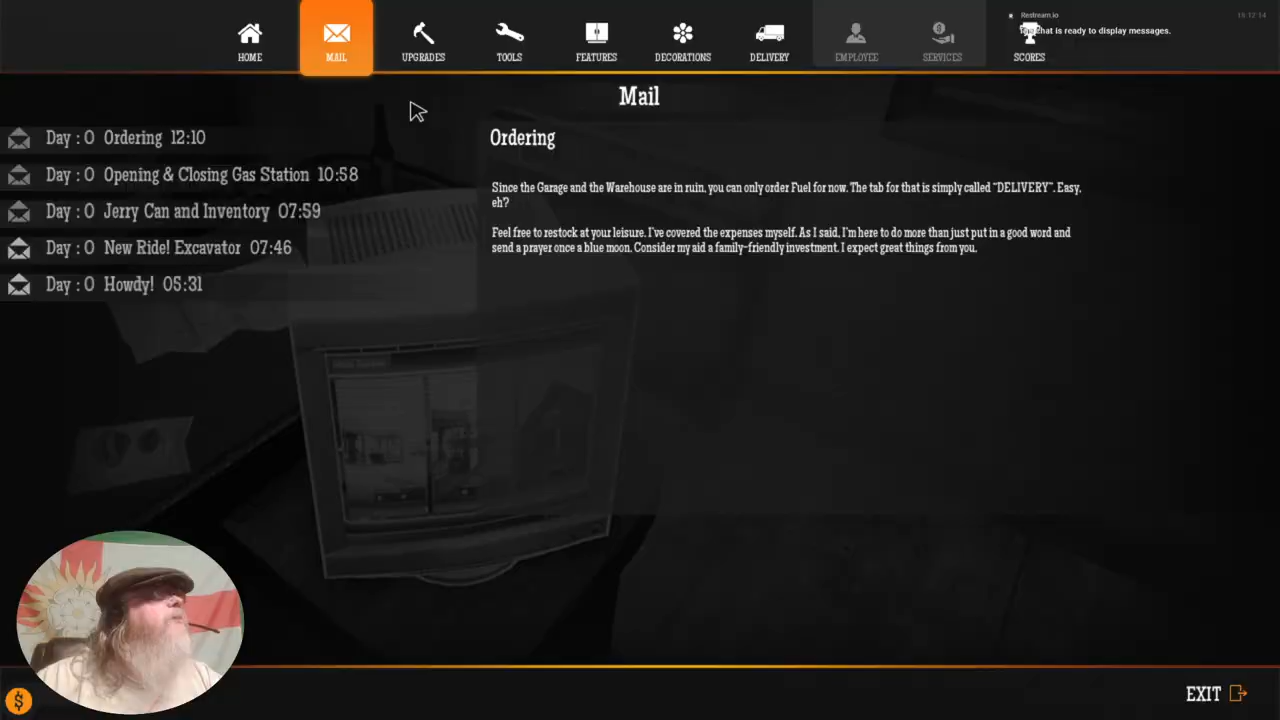 HOME
MAIL
UPGRADES
TOOLS
FEATURES
DECORATIONS
DELIVERY
EMPLOYEE
SERVICES
SCORES
Restream.io
15:12:14
chat is ready to display messages.
Mail
Day : 0 Ordering 12:10
Day : 0 Opening & Closing Gas Station 10:58
Day : 0 Jerry Can and Inventory 07:59
Day : 0 New Ride! Excavator 07:46
Day : 0 Howdy! 05:31
Ordering
Since the Garage and the Warehouse are in ruin, you can only order Fuel for now. The tab for that is simply called "DELIVERY". Easy,
eh?
Feel free to restock at your leisure. I've covered the expenses myself. As I said, I'm here to do more than just put in a good word and
send a prayer once a blue moon. Consider my aid a family-friendly investment. I expect great things from you.
$
EXIT